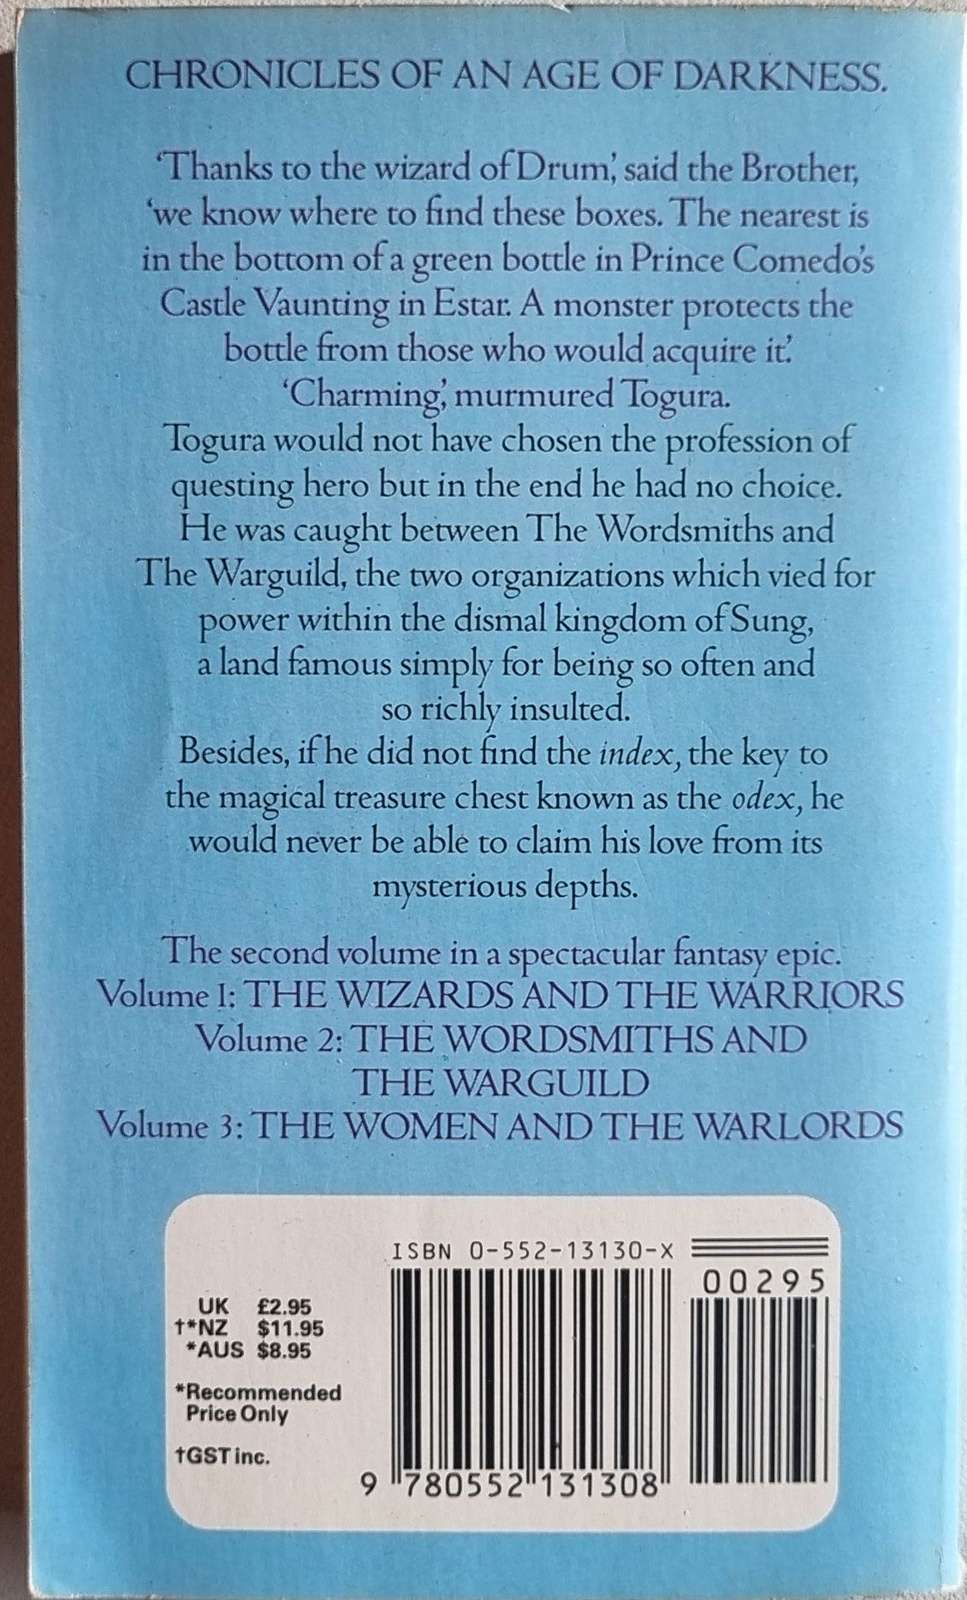 CHRONICLES OF AN AGE OF DARKNESS.
‘Thanks to the wizard of Drum’, said the Brother,
‘we know where to find these boxes. The nearest is
in the bottom of a green bottle in Prince Comedo’s
Castle Vaunting in Estar. A monster protects the
bottle from those who would acquire it.’
‘Charming’, murmured Togura.
Togura would not have chosen the profession of
questing hero but in the end he had no choice.
He was caught between The Wordsmiths and
The Warguild, the two organizations which vied for
power within the dismal kingdom of Sung,
a land famous simply for being so often and
so richly insulted.
Besides, if he did not find the index, the key to
the magical treasure chest known as the odex, he
would never be able to claim his love from its
mysterious depths.
The second volume in a spectacular fantasy epic.
Volume 1: THE WIZARDS AND THE WARRIORS
Volume 2: THE WORDSMITHS AND
THE WARGUILD
Volume 3: THE WOMEN AND THE WARLORDS
UK £2.95
†*NZ $11.95
*AUS $8.95
*Recommended
Price Only
†GST inc.
ISBN 0-552-13130-X
00295
9 780552 131308